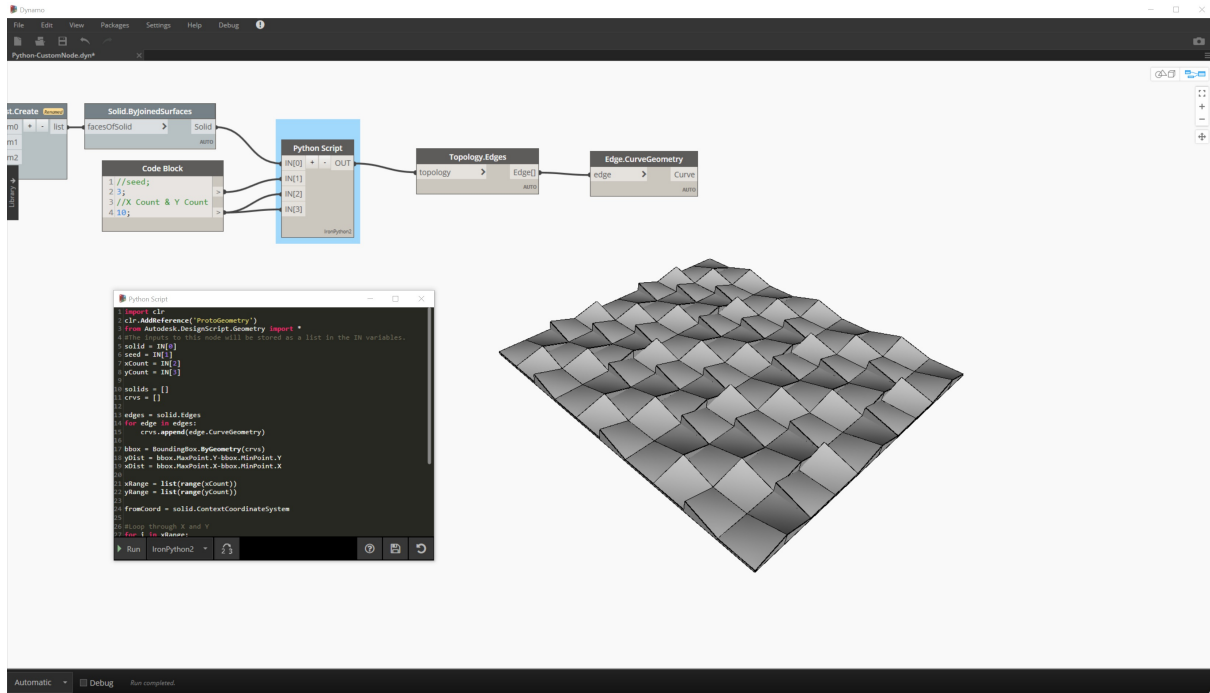 Dynamo
File Edit View Packages Settings Help Debug
Python-CustomNode.dyn*
st.Create Renamed
m0 + - list
m1
m2
Library
Solid.ByJoinedSurfaces
facesOfSolid > Solid
AUTO
Code Block
1 //seed;
2 3; >
3 //X Count & Y Count
4 10; >
Python Script
IN[0] + - OUT
IN[1]
IN[2]
IN[3]
IronPython2
Topology.Edges
topology > Edge[]
AUTO
Edge.CurveGeometry
edge > Curve
AUTO
Python Script
1 import clr
2 clr.AddReference('ProtoGeometry')
3 from Autodesk.DesignScript.Geometry import *
4 #The inputs to this node will be stored as a list in the IN variables.
5 solid = IN[0]
6 seed = IN[1]
7 xCount = IN[2]
8 yCount = IN[3]
9
10 solids = []
11 crvs = []
12
13 edges = solid.Edges
14 for edge in edges:
15 crvs.append(edge.CurveGeometry)
16
17 bbox = BoundingBox.ByGeometry(crvs)
18 yDist = bbox.MaxPoint.Y-bbox.MinPoint.Y
19 xDist = bbox.MaxPoint.X-bbox.MinPoint.X
20
21 xRange = list(range(xCount))
22 yRange = list(range(yCount))
23
24 fromCoord = solid.ContextCoordinateSystem
25
26 #Loop through X and Y
27 for i in xRange:
Run IronPython2
Automatic Debug Run completed.